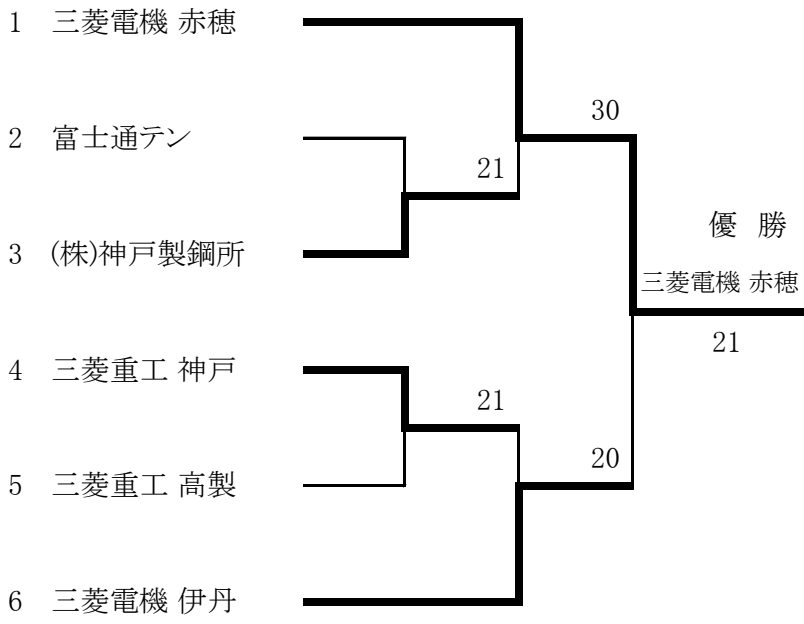 1 三菱電機 赤穂
30
2 富士通テン
21
優 勝
3 (株)神戸製鋼所
三菱電機 赤穂
21
4 三菱重工 神戸
21
20
5 三菱重工 高製
6 三菱電機 伊丹